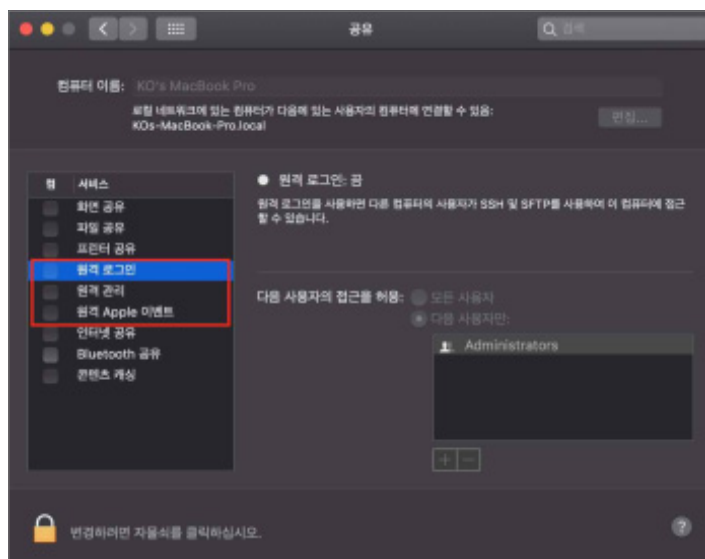 공유
검색
컴퓨터 이름: KO's MacBook Pro
로컬 네트워크에 있는 컴퓨터가 다음에 있는 사용자의 컴퓨터에 연결할 수 있음:
KOs-MacBook-Pro.local
편집...
켬 서비스
화면 공유
파일 공유
프린터 공유
원격 로그인
원격 관리
원격 Apple 이벤트
인터넷 공유
Bluetooth 공유
콘텐츠 캐싱
원격 로그인: 끔
원격 로그인을 사용하면 다른 컴퓨터의 사용자가 SSH 및 SFTP를 사용하여 이 컴퓨터에 접근
할 수 있습니다.
다음 사용자의 접근을 허용: 모든 사용자
다음 사용자만:
Administrators
+ −
변경하려면 자물쇠를 클릭하십시오.
?